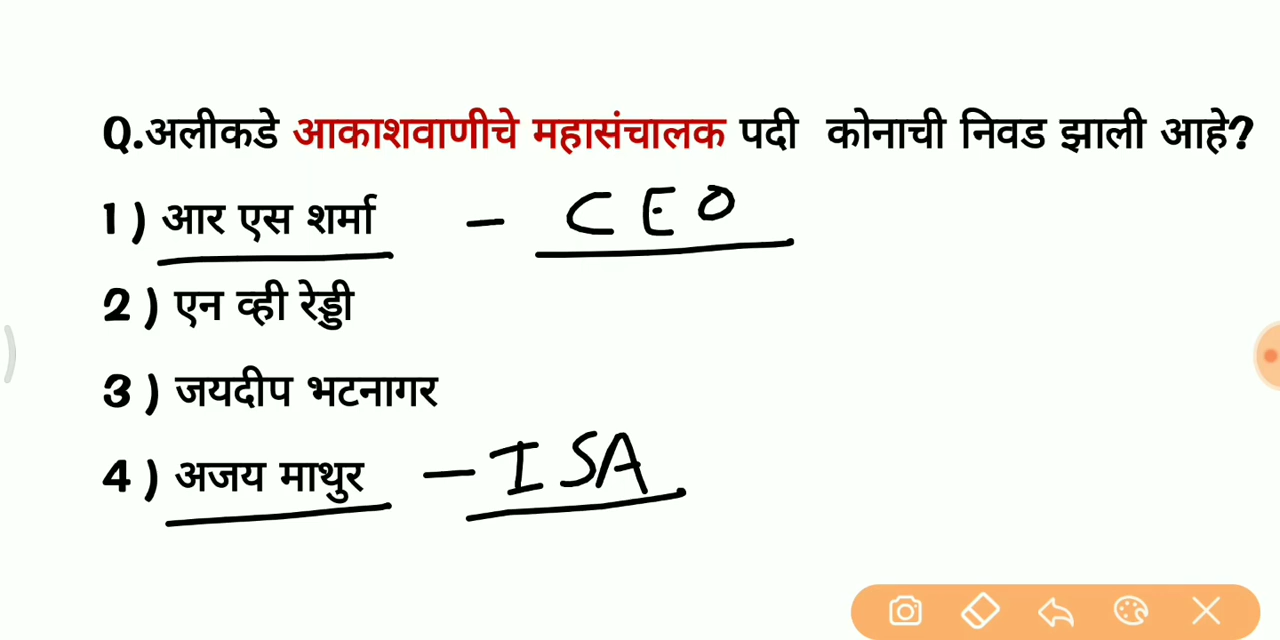 Q.अलीकडे आकाशवाणीचे महासंचालक पदी कोनाची निवड झाली आहे?
1 ) आर एस शर्मा - CEO
2 ) एन व्ही रेड्डी
3 ) जयदीप भटनागर
4 ) अजय माथुर - ISA